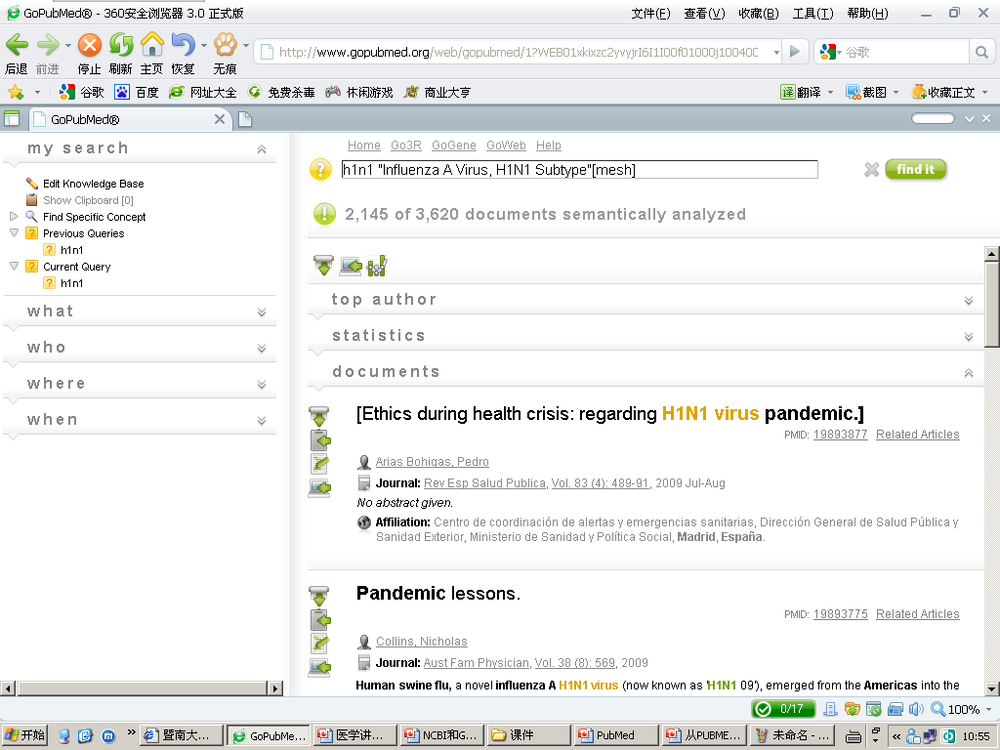 GoPubMed® - 360安全浏览器 3.0 正式版
文件(F) 查看(V) 收藏(B) 工具(T) 帮助(H)
http://www.gopubmed.org/web/gopubmed/1?WEB01xkixzc2yvyjrI6I1I00f01000j10040C
谷歌
后退 前进 停止 刷新 主页 恢复 无痕
谷歌 百度 网址大全 免费杀毒 休闲游戏 商业大亨 翻译 截图 收藏正文
GoPubMed®
my search
Edit Knowledge Base
Show Clipboard [0]
Find Specific Concept
Previous Queries
h1n1
Current Query
h1n1
what
who
where
when
Home Go3R GoGene GoWeb Help
h1n1 "Influenza A Virus, H1N1 Subtype"[mesh]
find it
2,145 of 3,620 documents semantically analyzed
top author
statistics
documents
[Ethics during health crisis: regarding H1N1 virus pandemic.]
PMID: 19893877 Related Articles
Arias Bohigas, Pedro
Journal: Rev Esp Salud Publica, Vol. 83 (4): 489-91, 2009 Jul-Aug
No abstract given.
Affiliation: Centro de coordinación de alertas y emergencias sanitarias, Dirección General de Salud Pública y
Sanidad Exterior, Ministerio de Sanidad y Política Social, Madrid, España.
Pandemic lessons.
PMID: 19893775 Related Articles
Collins, Nicholas
Journal: Aust Fam Physician, Vol. 38 (8): 569, 2009
Human swine flu, a novel influenza A H1N1 virus (now known as 'H1N1 09'), emerged from the Americas into the
0/17
100%
开始
暨南大...
GoPubMe...
医学讲...
NCBI和G...
课件
PubMed
从PUBME...
未命名 - ...
10:55